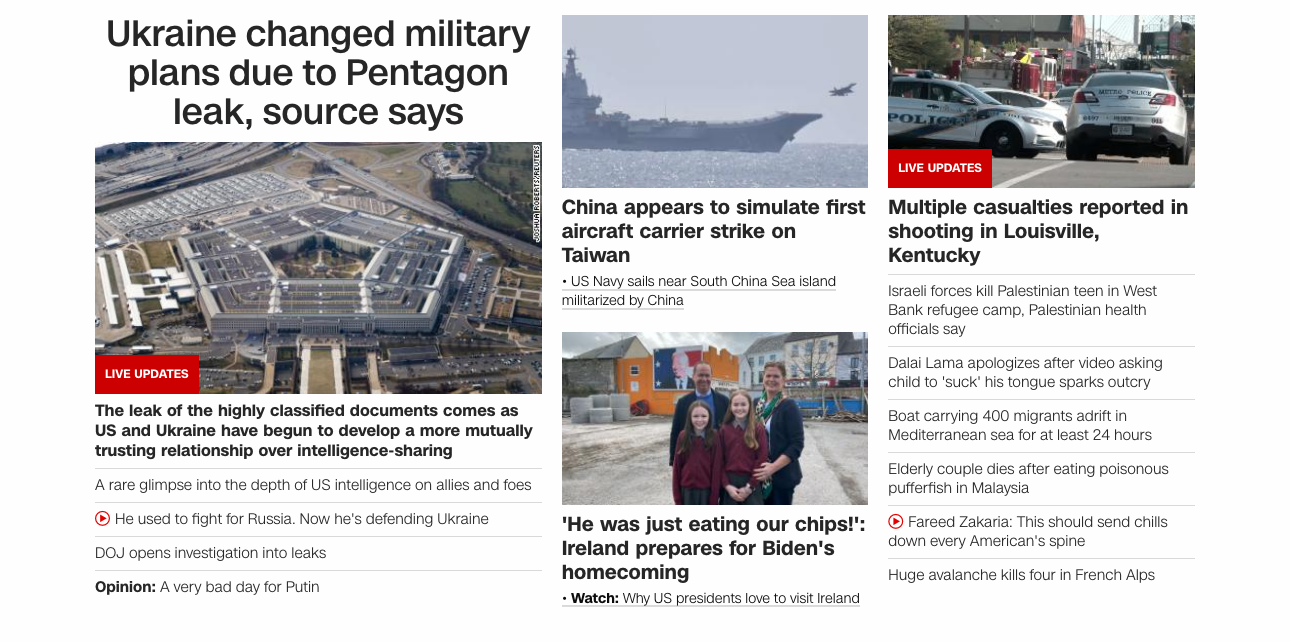 Ukraine changed military
plans due to Pentagon
leak, source says
JOSHUA ROBERTS/REUTERS
LIVE UPDATES
The leak of the highly classified documents comes as
US and Ukraine have begun to develop a more mutually
trusting relationship over intelligence-sharing
A rare glimpse into the depth of US intelligence on allies and foes
He used to fight for Russia. Now he's defending Ukraine
DOJ opens investigation into leaks
Opinion: A very bad day for Putin
China appears to simulate first
aircraft carrier strike on
Taiwan
• US Navy sails near South China Sea island
militarized by China
'He was just eating our chips!':
Ireland prepares for Biden's
homecoming
• Watch: Why US presidents love to visit Ireland
POLICE
METRO POLICE
LIVE UPDATES
Multiple casualties reported in
shooting in Louisville,
Kentucky
Israeli forces kill Palestinian teen in West
Bank refugee camp, Palestinian health
officials say
Dalai Lama apologizes after video asking
child to 'suck' his tongue sparks outcry
Boat carrying 400 migrants adrift in
Mediterranean sea for at least 24 hours
Elderly couple dies after eating poisonous
pufferfish in Malaysia
Fareed Zakaria: This should send chills
down every American's spine
Huge avalanche kills four in French Alps